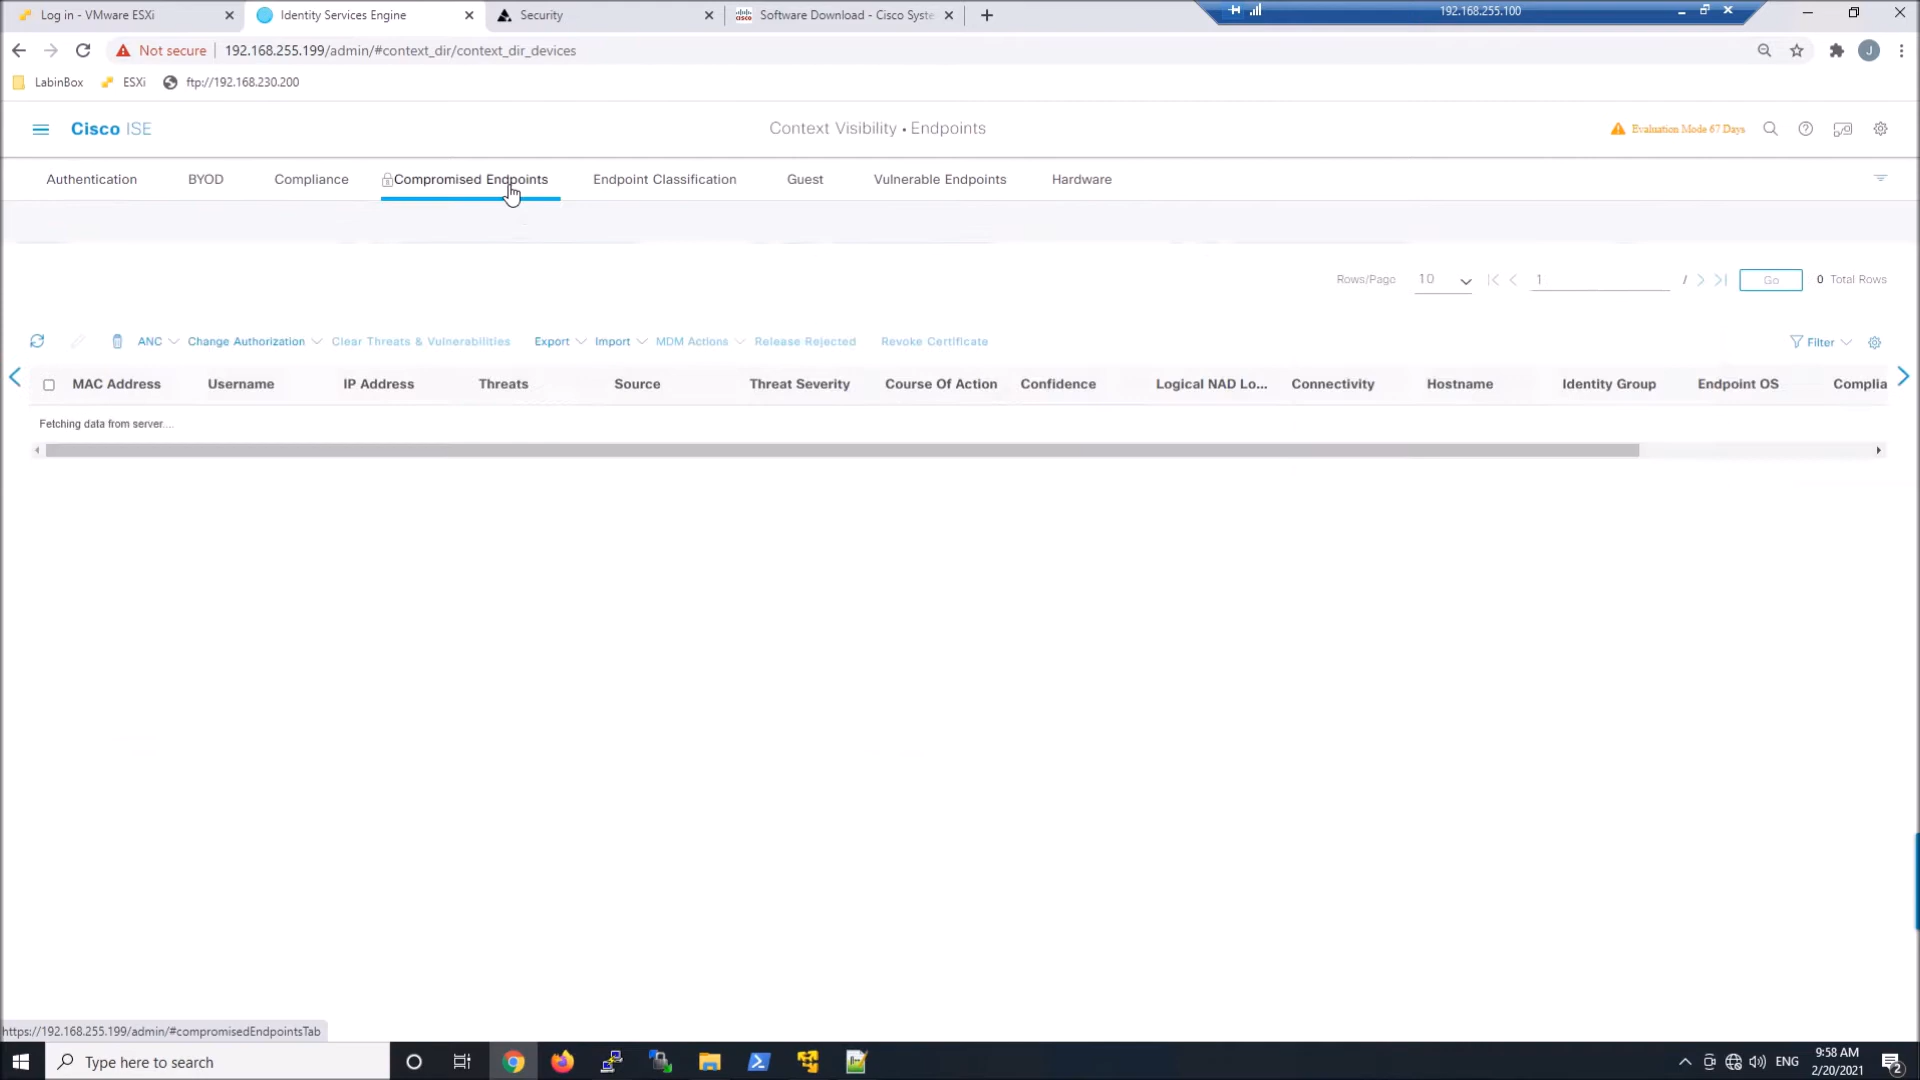 Log in - VMware ESXi
Identity Services Engine
Security
Software Download - Cisco Syste
192.168.255.100
Not secure
192.168.255.199/admin/#context_dir/context_dir_devices
J
LabinBox
ESXi
ftp://192.168.230.200
Cisco ISE
Context Visibility • Endpoints
Evaluation Mode 67 Days
Authentication
BYOD
Compliance
Compromised Endpoints
Endpoint Classification
Guest
Vulnerable Endpoints
Hardware
Rows/Page
10
1
/
Go
0 Total Rows
ANC
Change Authorization
Clear Threats & Vulnerabilities
Export
Import
MDM Actions
Release Rejected
Revoke Certificate
Filter
MAC Address
Username
IP Address
Threats
Source
Threat Severity
Course Of Action
Confidence
Logical NAD Lo...
Connectivity
Hostname
Identity Group
Endpoint OS
Complia
Fetching data from server....
https://192.168.255.199/admin/#compromisedEndpointsTab
Type here to search
ENG
9:58 AM
2/20/2021
2